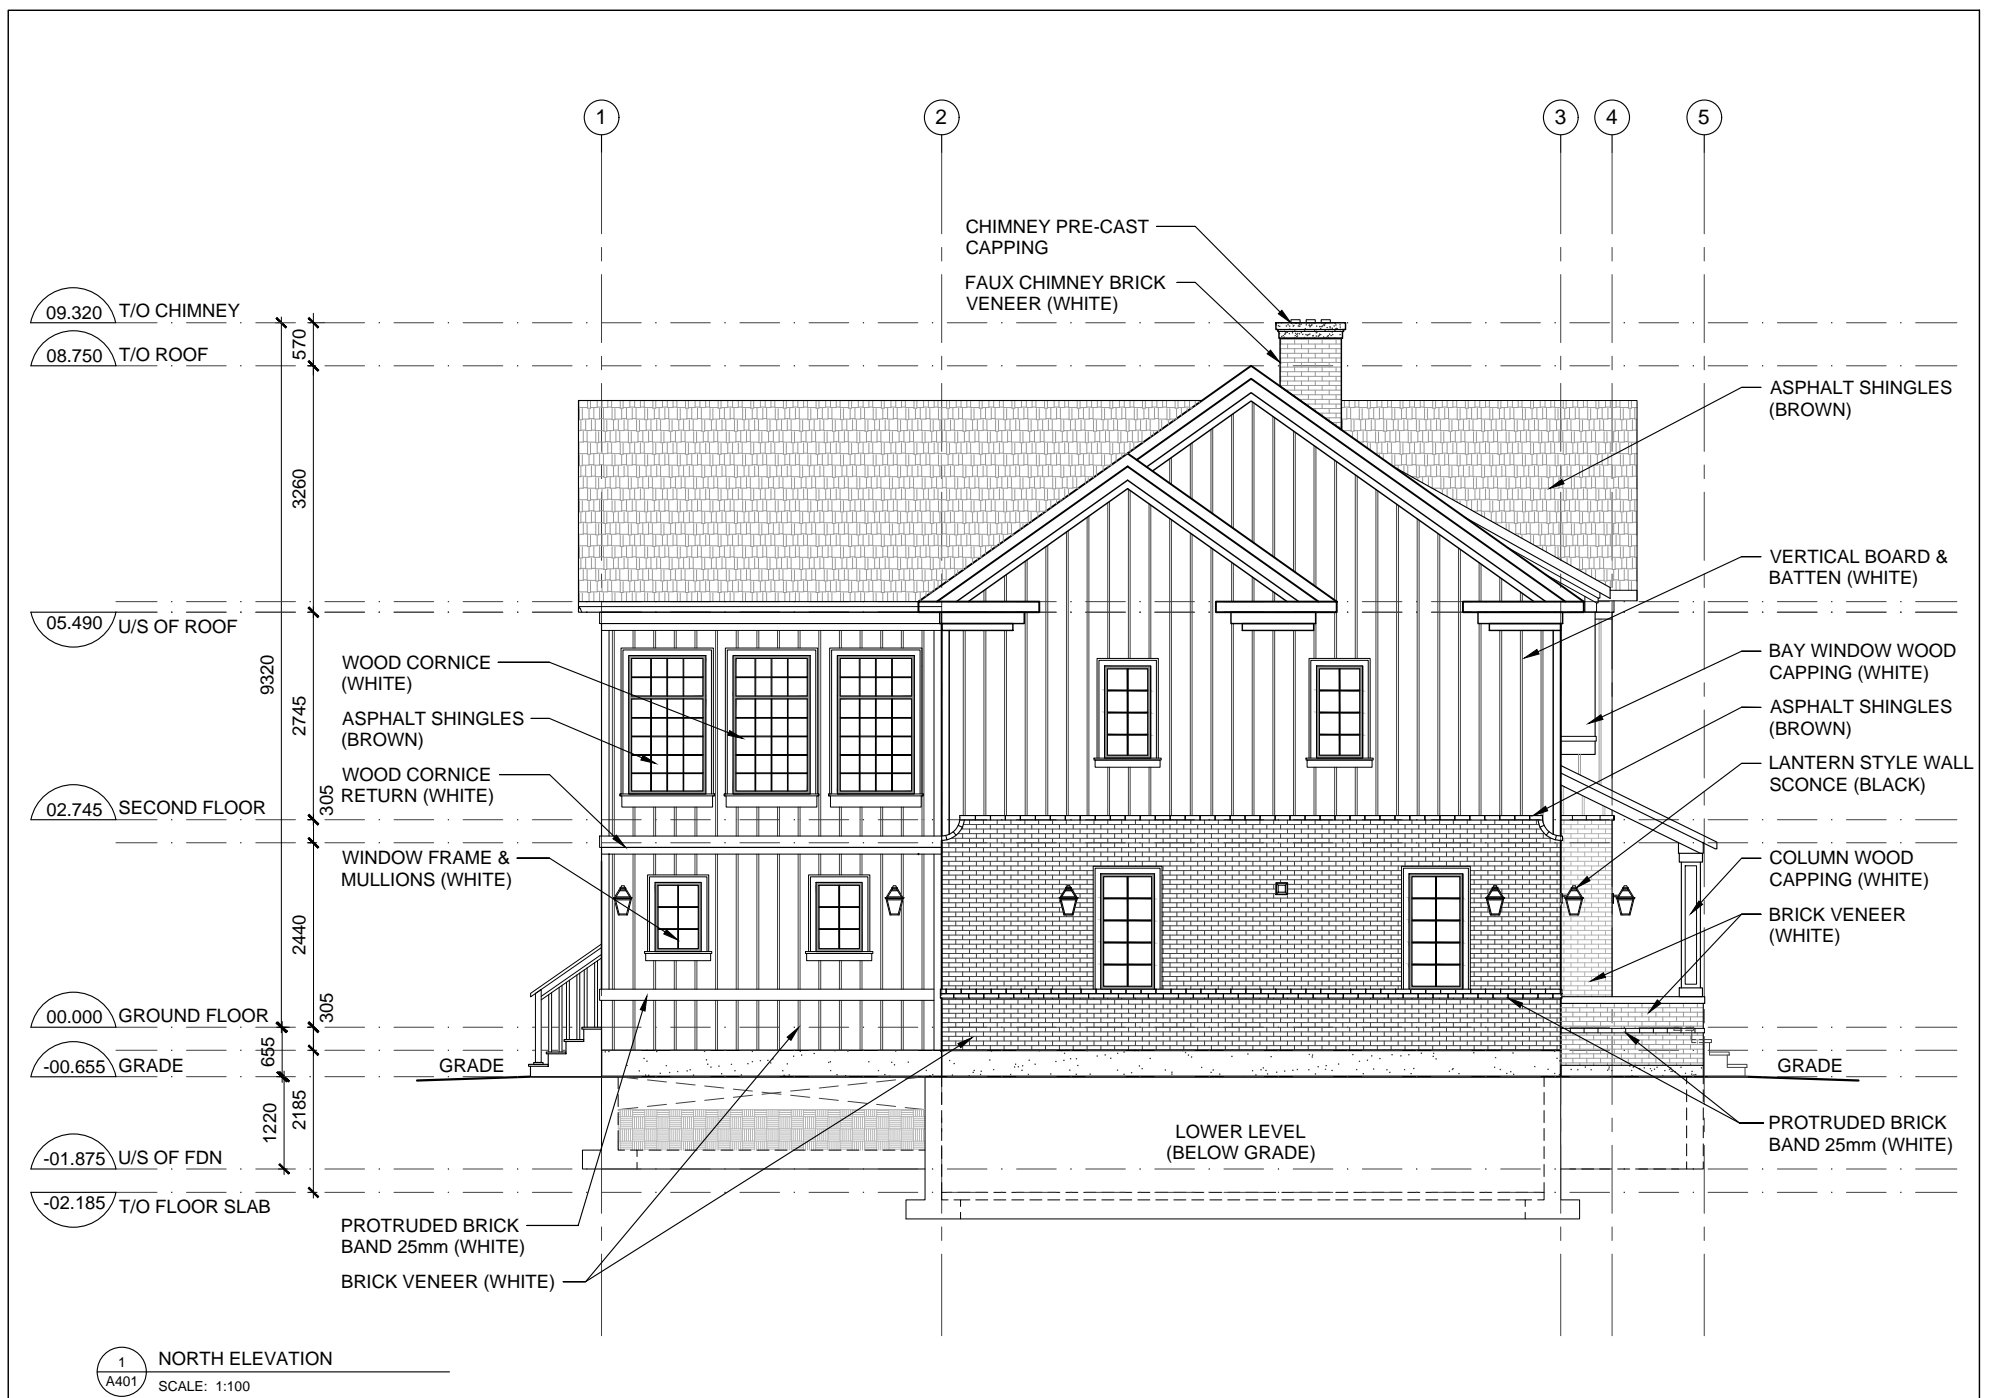 1
2
3
4
5
CHIMNEY PRE-CAST
CAPPING
FAUX CHIMNEY BRICK
VENEER (WHITE)
09.320 T/O CHIMNEY
08.750 T/O ROOF
05.490 U/S OF ROOF
02.745 SECOND FLOOR
00.000 GROUND FLOOR
-00.655 GRADE
-01.875 U/S OF FDN
-02.185 T/O FLOOR SLAB
570
3260
9320
2745
305
2440
305
655
2185
1220
WOOD CORNICE
(WHITE)
ASPHALT SHINGLES
(BROWN)
WOOD CORNICE
RETURN (WHITE)
WINDOW FRAME &
MULLIONS (WHITE)
GRADE
PROTRUDED BRICK
BAND 25mm (WHITE)
BRICK VENEER (WHITE)
LOWER LEVEL
(BELOW GRADE)
ASPHALT SHINGLES
(BROWN)
VERTICAL BOARD &
BATTEN (WHITE)
BAY WINDOW WOOD
CAPPING (WHITE)
ASPHALT SHINGLES
(BROWN)
LANTERN STYLE WALL
SCONCE (BLACK)
COLUMN WOOD
CAPPING (WHITE)
BRICK VENEER
(WHITE)
GRADE
PROTRUDED BRICK
BAND 25mm (WHITE)
1
A401
NORTH ELEVATION
SCALE: 1:100